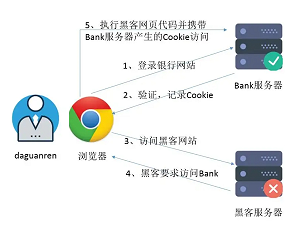 5、执行黑客网页代码并携带
Bank服务器产生的Cookie访问
1、登录银行网站
Bank服务器
2、验证，记录Cookie
daguanren
浏览器
3、访问黑客网站
4、黑客要求访问Bank
黑客服务器